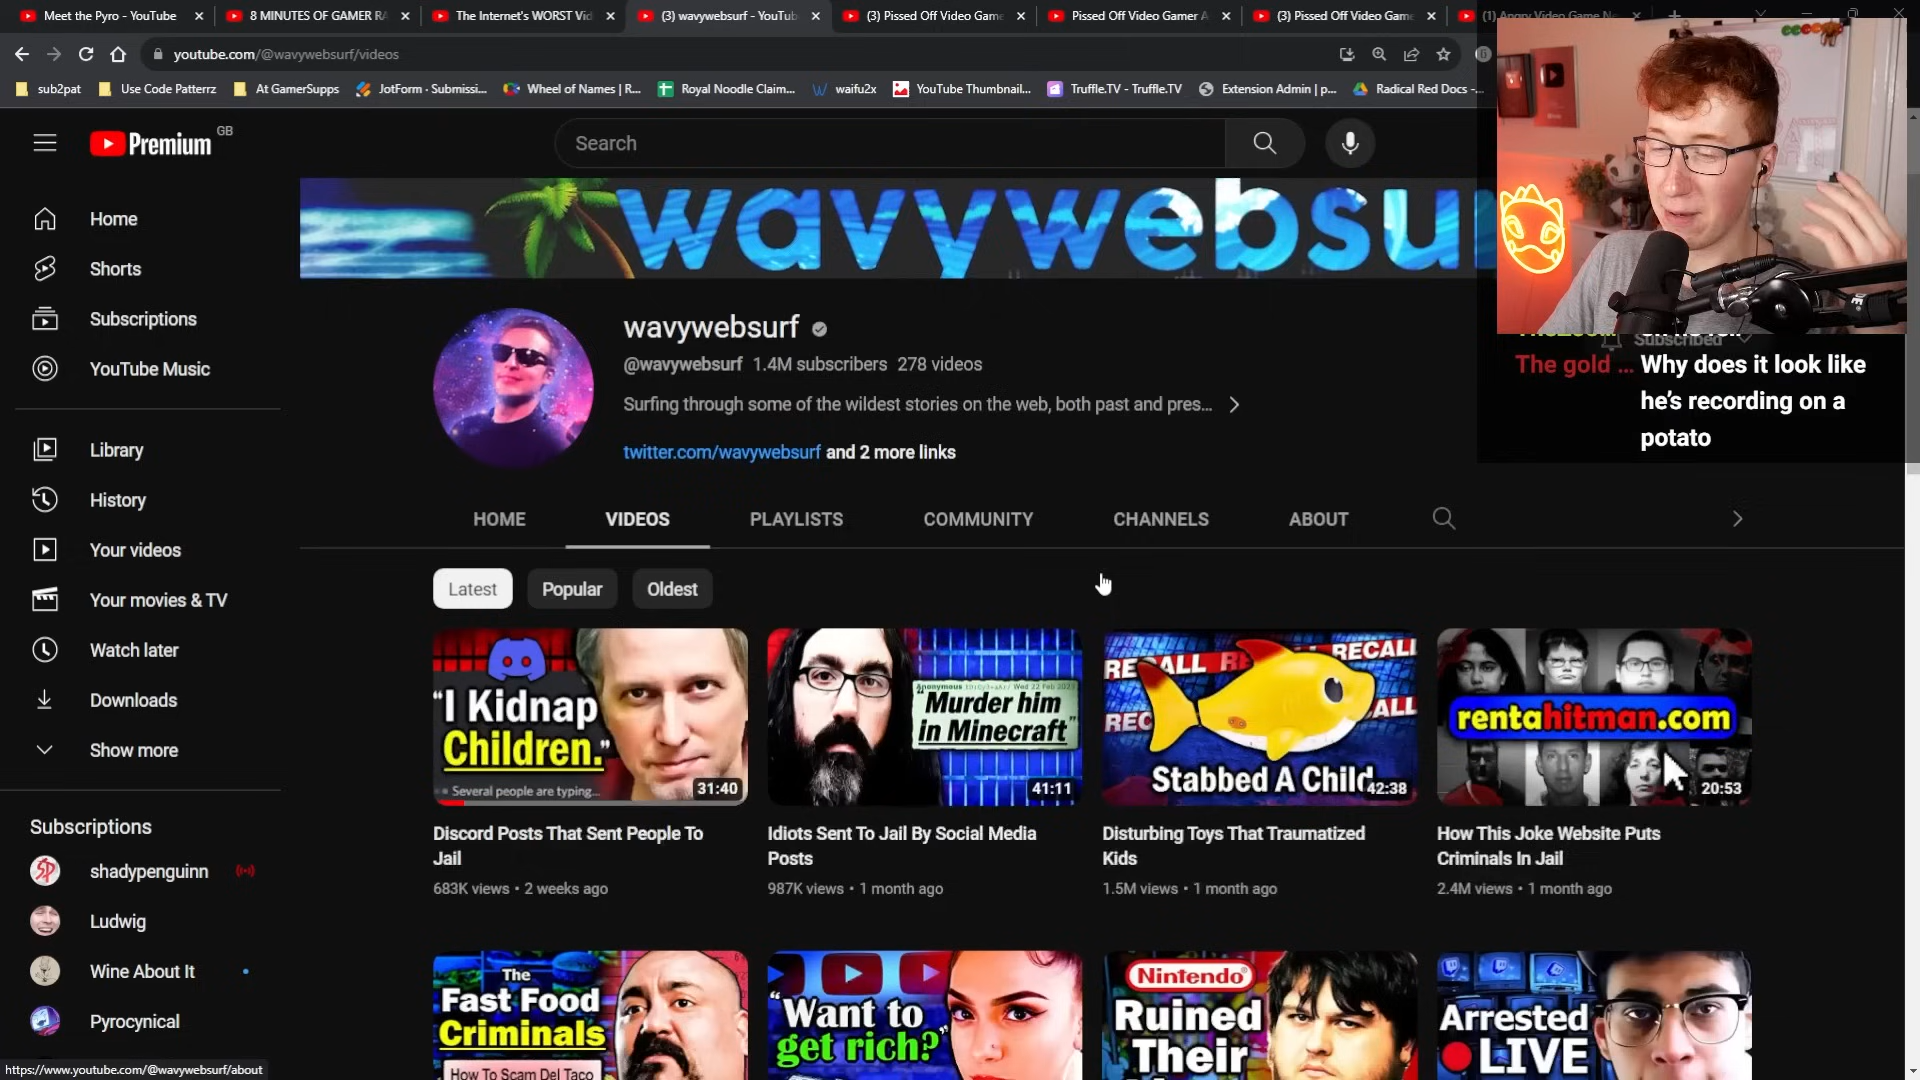 Meet the Pyro - YouTube
8 MINUTES OF GAMER RA
The Internet's WORST Vid
(3) wavywebsurf - YouTub
(3) Pissed Off Video Game
Pissed Off Video Gamer A
(3) Pissed Off Video Game
(1) Angry Video Game Ne
youtube.com/@wavywebsurf/videos
sub2pat
Use Code Patterrz
At GamerSupps
JotForm - Submissi...
Wheel of Names | R...
Royal Noodle Claim...
waifu2x
YouTube Thumbnail...
Truffle.TV - Truffle.TV
Extension Admin | p...
Radical Red Docs -...
Premium GB
Search
Home
Shorts
Subscriptions
YouTube Music
Library
History
Your videos
Your movies & TV
Watch later
Downloads
Show more
Subscriptions
shadypenguinn
Ludwig
Wine About It
Pyrocynical
wavywebsur
wavywebsurf
@wavywebsurf 1.4M subscribers 278 videos
Surfing through some of the wildest stories on the web, both past and pres...
twitter.com/wavywebsurf and 2 more links
Subscribed
The gold ... Why does it look like
he's recording on a
potato
HOME
VIDEOS
PLAYLISTS
COMMUNITY
CHANNELS
ABOUT
Latest
Popular
Oldest
"I Kidnap
Children."
Several people are typing...
31:40
Discord Posts That Sent People To
Jail
683K views • 2 weeks ago
"Murder him
in Minecraft"
41:11
Idiots Sent To Jail By Social Media
Posts
987K views • 1 month ago
RECALL
Stabbed A Child
42:38
Disturbing Toys That Traumatized
Kids
1.5M views • 1 month ago
rentahitman.com
20:53
How This Joke Website Puts
Criminals In Jail
2.4M views • 1 month ago
The
Fast Food
Criminals
How To Scam Del Taco
"Want to
get rich?"
Nintendo
Ruined
Their
Arrested
LIVE
https://www.youtube.com/@wavywebsurf/about